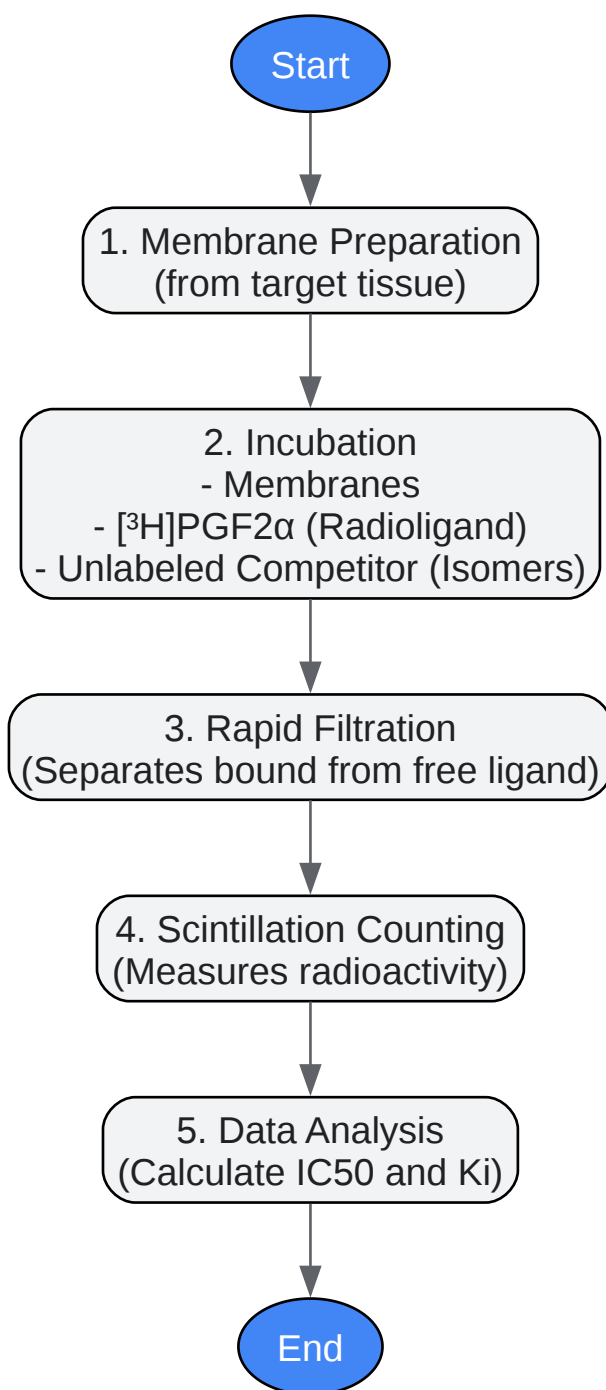 Start
1. Membrane Preparation
(from target tissue)
2. Incubation
- Membranes
- [³H]PGF2α (Radioligand)
- Unlabeled Competitor (Isomers)
3. Rapid Filtration
(Separates bound from free ligand)
4. Scintillation Counting
(Measures radioactivity)
5. Data Analysis
(Calculate IC50 and Ki)
End